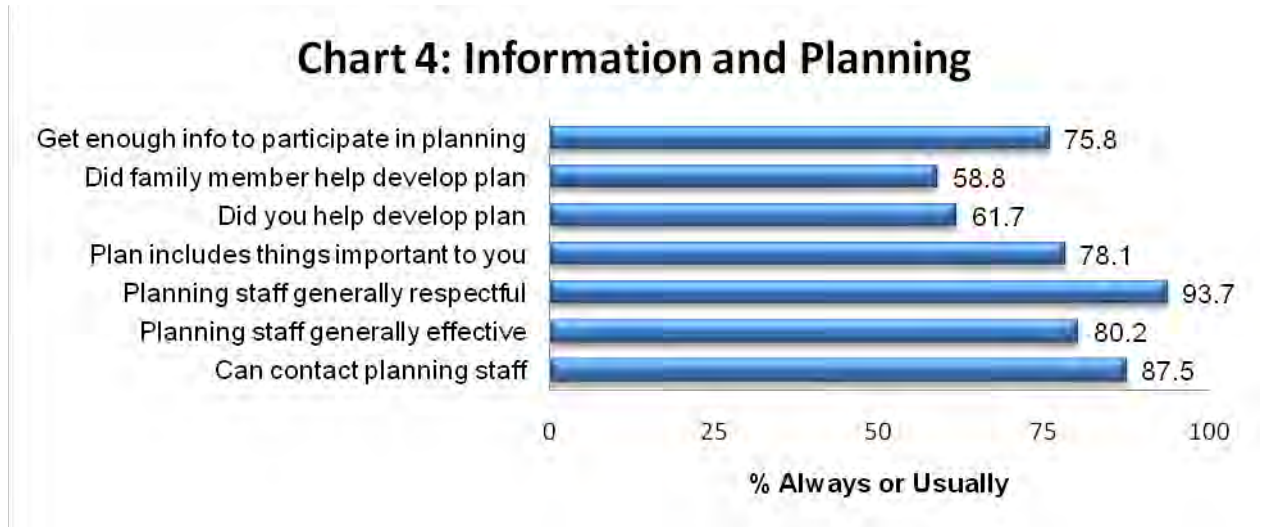 Chart 4: Information and Planning
Get enough info to participate in planning 75.8
Did family member help develop plan 58.8
Did you help develop plan 61.7
Plan includes things important to you 78.1
Planning staff generally respectful 93.7
Planning staff generally effective 80.2
Can contact planning staff 87.5
0 25 50 75 100
% Always or Usually